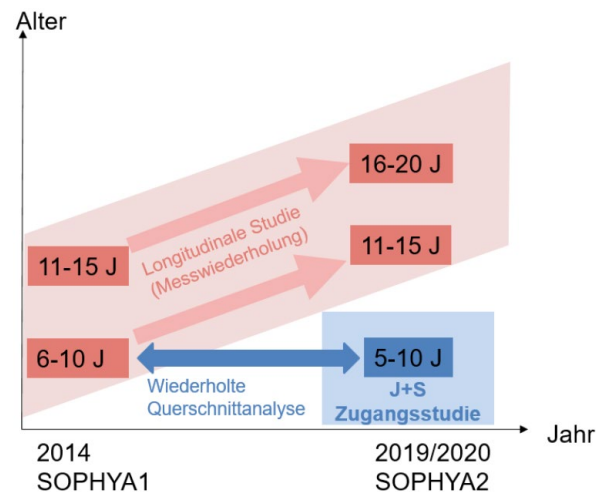 Alter
16-20 J
Longitudinale Studie
(Messwiederholung)
11-15 J
11-15 J
6-10 J
5-10 J
Wiederholte
Querschnittanalyse
J+S
Zugangsstudie
Jahr
2014
SOPHYA1
2019/2020
SOPHYA2